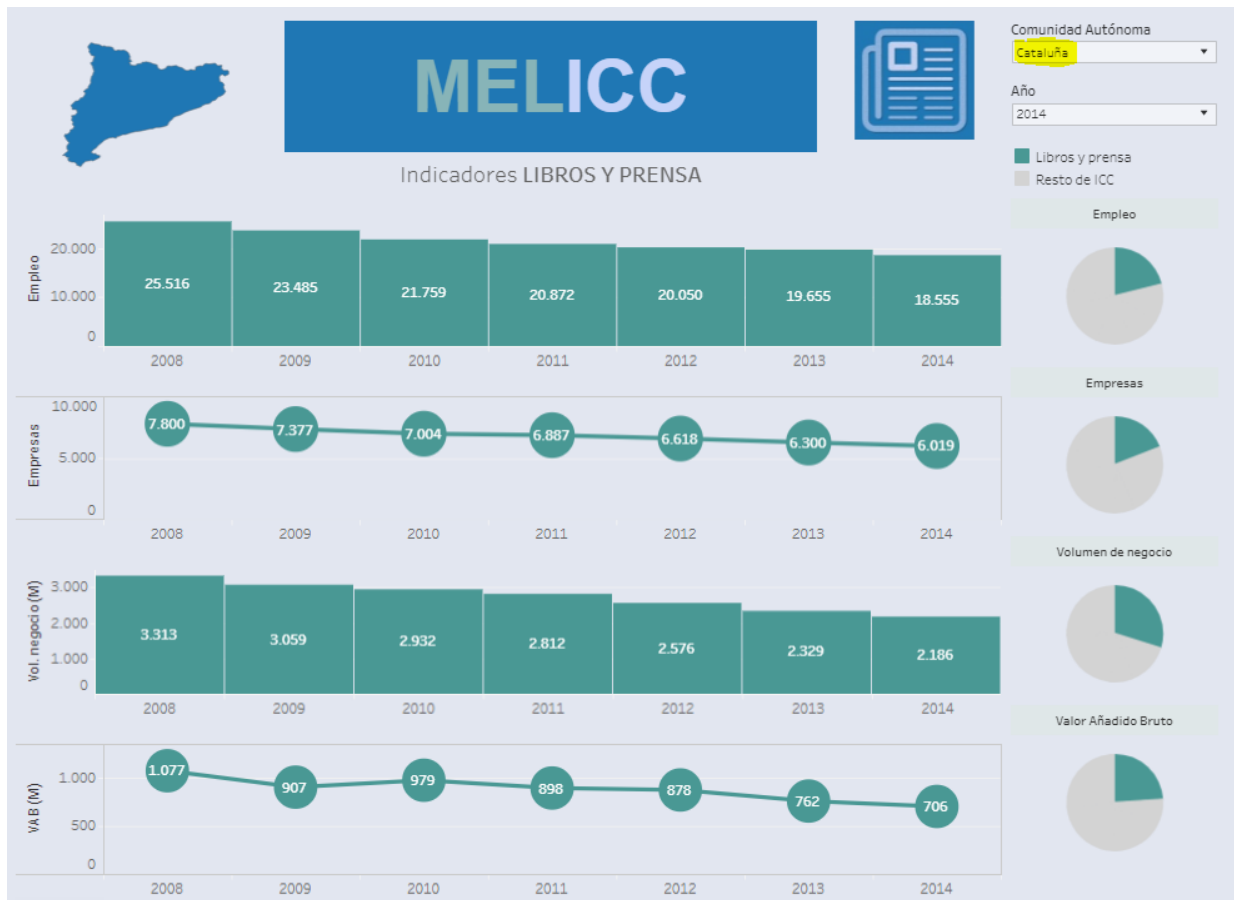 MELICC
Indicadores LIBROS Y PRENSA
Comunidad Autónoma
Cataluña
Año
2014
Libros y prensa
Resto de ICC
Empleo
20.000
10.000
0
25.516 23.485 21.759 20.872 20.050 19.655 18.555
2008 2009 2010 2011 2012 2013 2014
Empleo
Empresas
10.000
5.000
0
7.800 7.377 7.004 6.887 6.618 6.300 6.019
2008 2009 2010 2011 2012 2013 2014
Empresas
Vol. negocio (M)
3.000
2.000
1.000
0
3.313 3.059 2.932 2.812 2.576 2.329 2.186
2008 2009 2010 2011 2012 2013 2014
Volumen de negocio
VAB (M)
1.000
500
0
1.077 907 979 898 878 762 706
2008 2009 2010 2011 2012 2013 2014
Valor Añadido Bruto